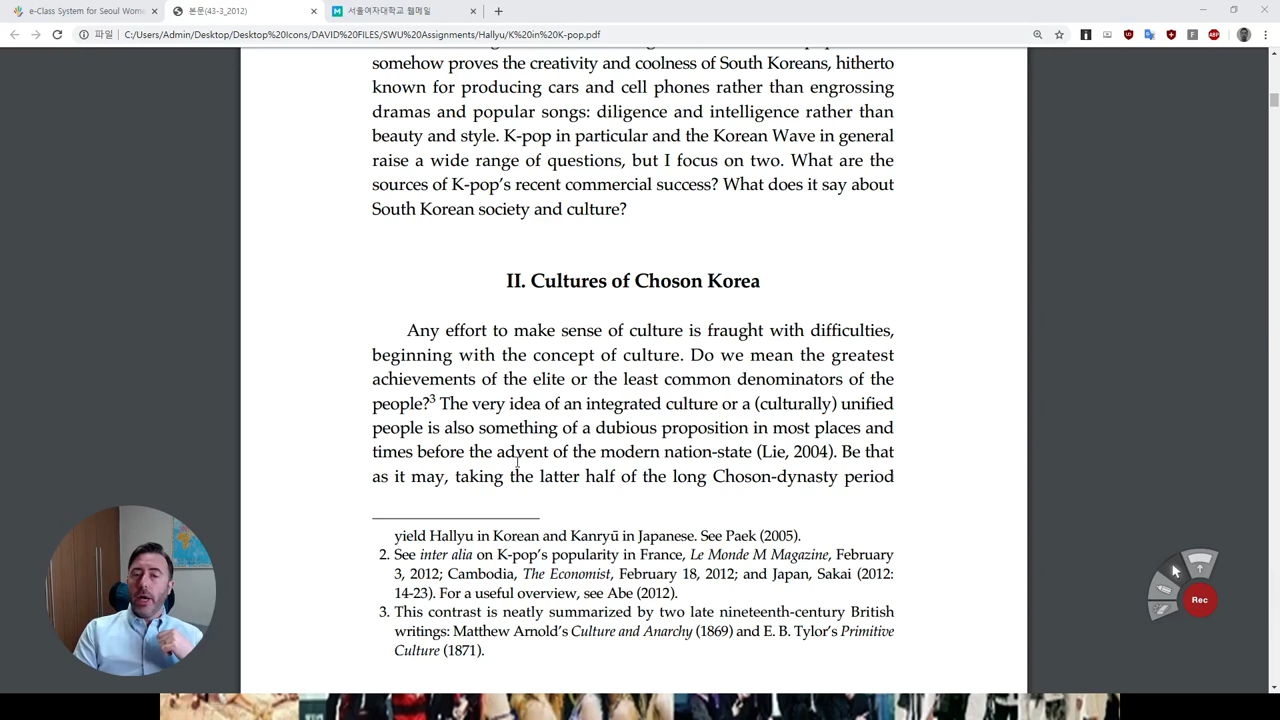 e-Class System for Seoul Wome
본문(43-3_2012)
서울여자대학교 웹메일
파일
C:/Users/Admin/Desktop/Desktop%20Icons/DAVID%20FILES/SWU%20Assignments/Hallyu/K%20in%20K-pop.pdf
somehow proves the creativity and coolness of South Koreans, hitherto
known for producing cars and cell phones rather than engrossing
dramas and popular songs: diligence and intelligence rather than
beauty and style. K-pop in particular and the Korean Wave in general
raise a wide range of questions, but I focus on two. What are the
sources of K-pop's recent commercial success? What does it say about
South Korean society and culture?
II. Cultures of Choson Korea
Any effort to make sense of culture is fraught with difficulties,
beginning with the concept of culture. Do we mean the greatest
achievements of the elite or the least common denominators of the
people?3 The very idea of an integrated culture or a (culturally) unified
people is also something of a dubious proposition in most places and
times before the advent of the modern nation-state (Lie, 2004). Be that
as it may, taking the latter half of the long Choson-dynasty period
yield Hallyu in Korean and Kanryū in Japanese. See Paek (2005).
2. See inter alia on K-pop's popularity in France, Le Monde M Magazine, February
3, 2012; Cambodia, The Economist, February 18, 2012; and Japan, Sakai (2012:
14-23). For a useful overview, see Abe (2012).
3. This contrast is neatly summarized by two late nineteenth-century British
writings: Matthew Arnold's Culture and Anarchy (1869) and E. B. Tylor's Primitive
Culture (1871).
Rec